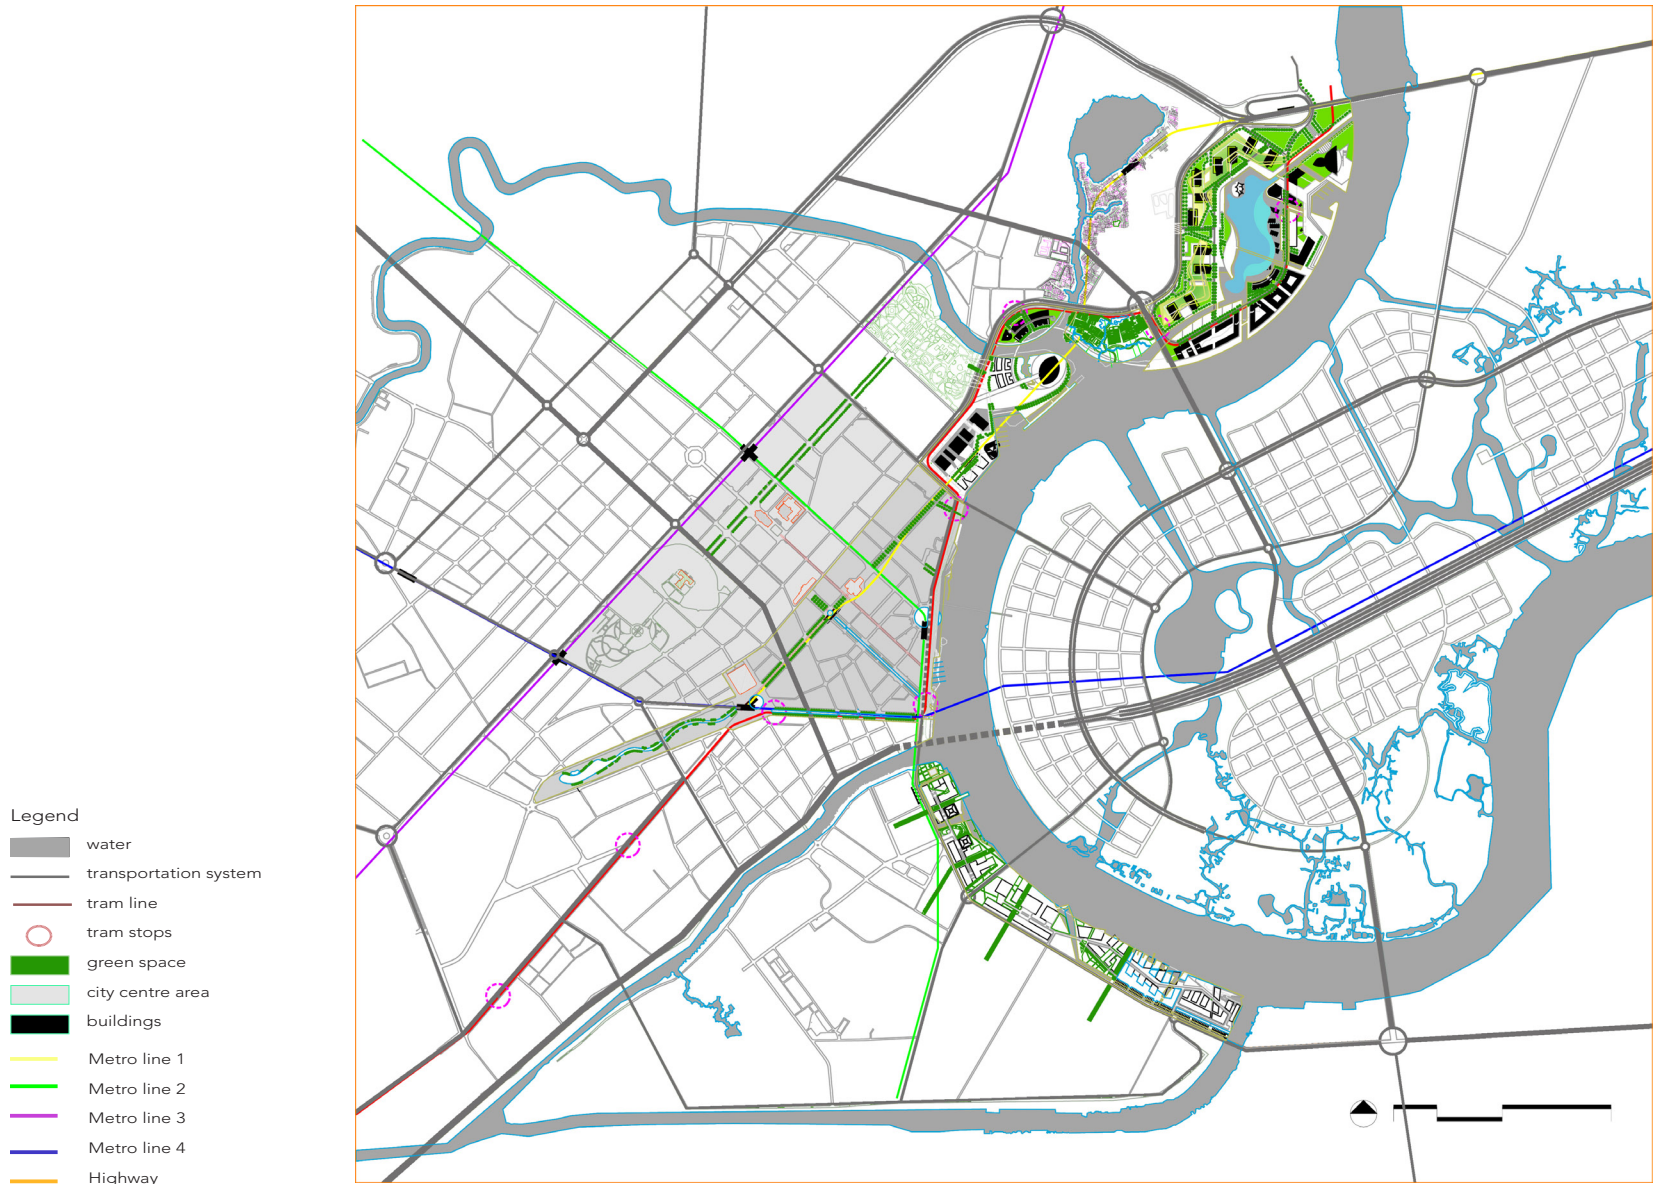 Legend
water
transportation system
tram line
tram stops
green space
city centre area
buildings
Metro line 1
Metro line 2
Metro line 3
Metro line 4
Highway